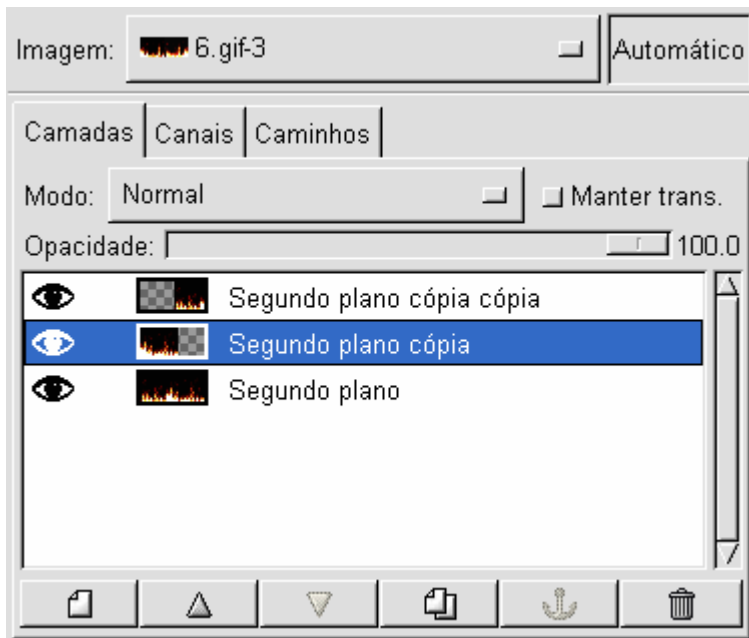 Imagem: 6.gif-3 Automático
Camadas Canais Caminhos
Modo: Normal Manter trans.
Opacidade: 100.0
Segundo plano cópia cópia
Segundo plano cópia
Segundo plano